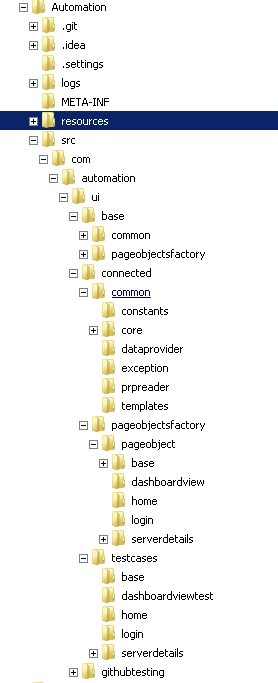 Automation
.git
.idea
.settings
logs
META-INF
resources
src
com
automation
ui
base
common
pageobjectsfactory
connected
common
constants
core
dataprovider
exception
prpreader
templates
pageobjectsfactory
pageobject
base
dashboardview
home
login
serverdetails
testcases
base
dashboardviewtest
home
login
serverdetails
githubtesting